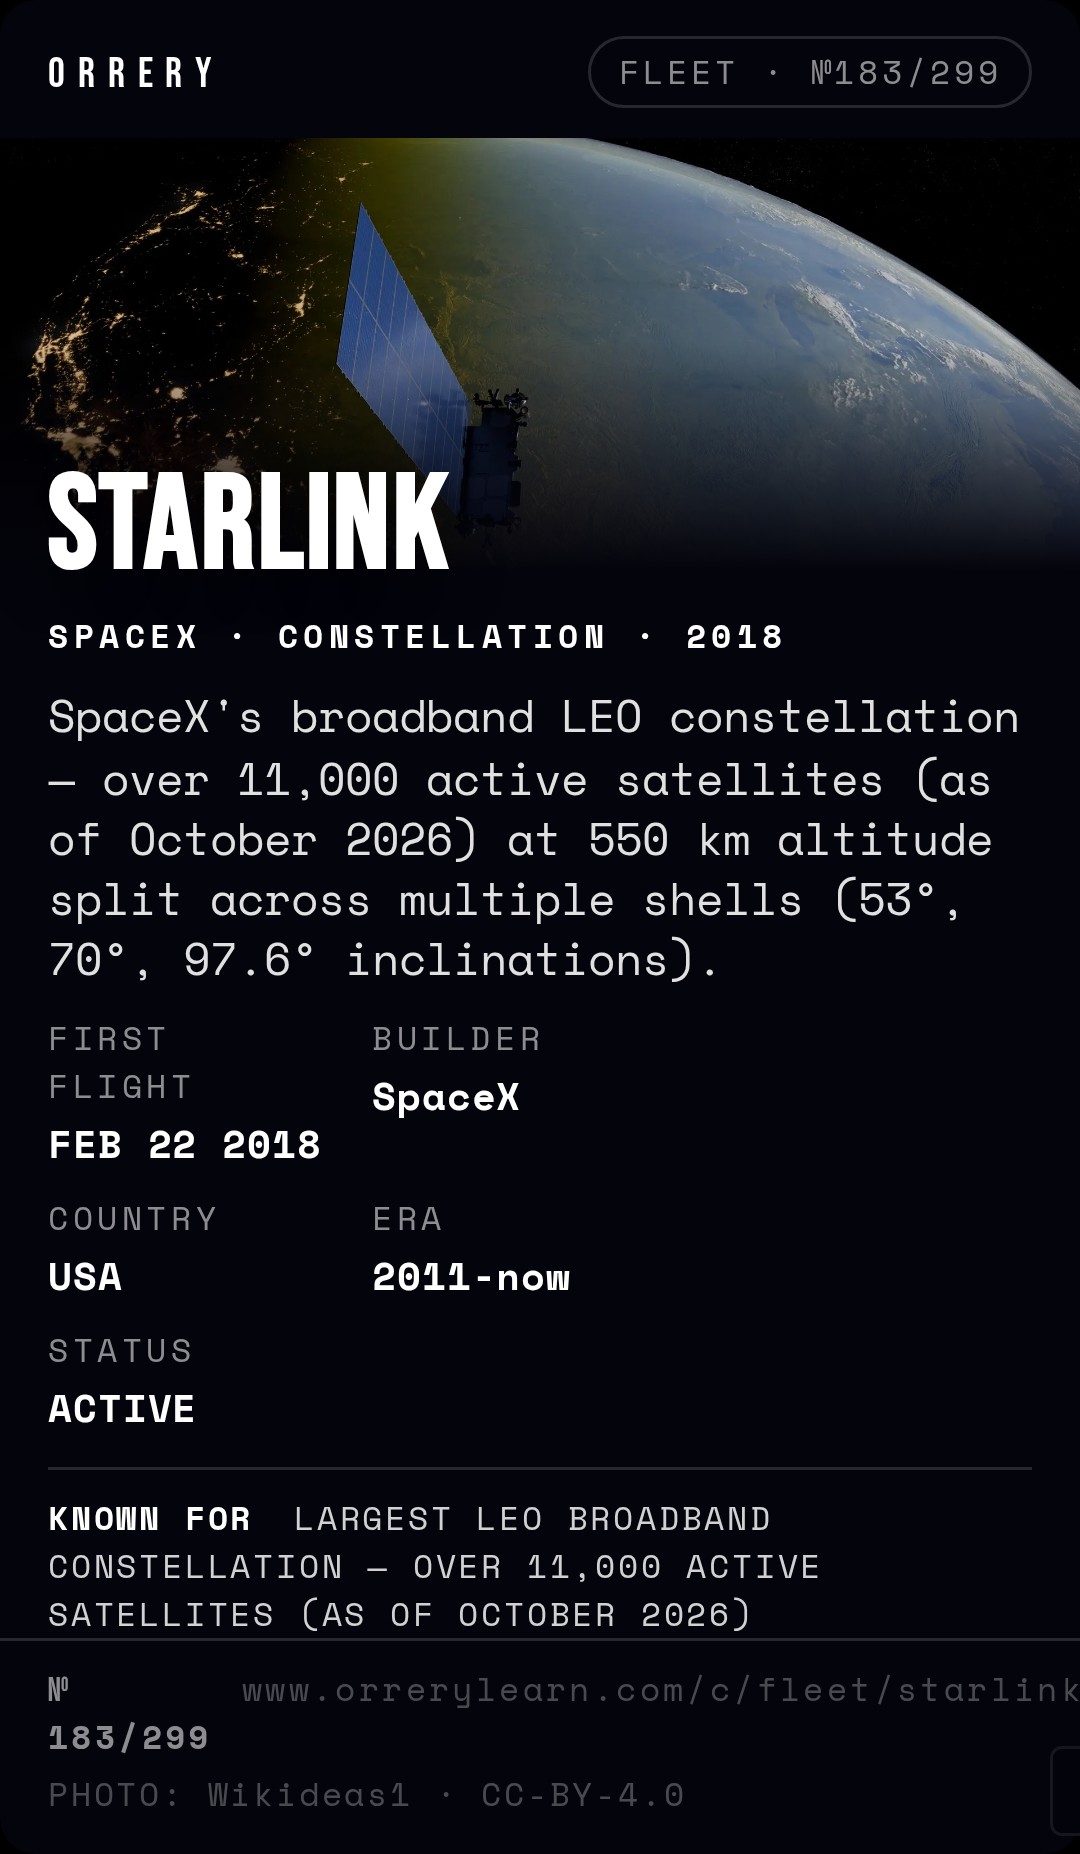 ORRERY
FLEET · №183/299
STARLINK
SPACEX · CONSTELLATION · 2018
SpaceX's broadband LEO constellation
— over 11,000 active satellites (as
of October 2026) at 550 km altitude
split across multiple shells (53°,
70°, 97.6° inclinations).
FIRST
FLIGHT
FEB 22 2018
BUILDER
SpaceX
COUNTRY
USA
ERA
2011-now
STATUS
ACTIVE
KNOWN FOR LARGEST LEO BROADBAND
CONSTELLATION — OVER 11,000 ACTIVE
SATELLITES (AS OF OCTOBER 2026)
№
183/299
www.orrerylearn.com/c/fleet/starlink
PHOTO: Wikideas1 · CC-BY-4.0